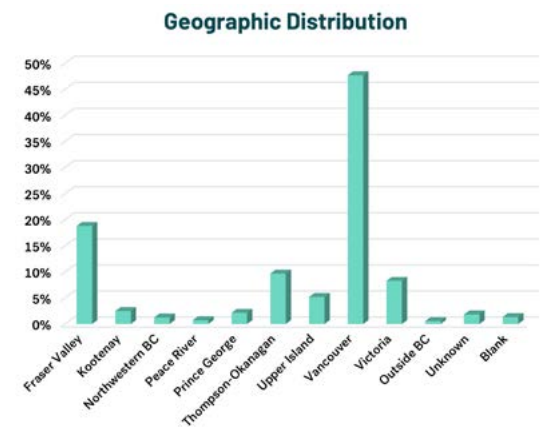 Geographic Distribution
50%
45%
40%
35%
30%
25%
20%
15%
10%
5%
0%
Fraser Valley
Kootenay
Northwestern BC
Peace River
Prince George
Thompson-Okanagan
Upper Island
Vancouver
Victoria
Outside BC
Unknown
Blank